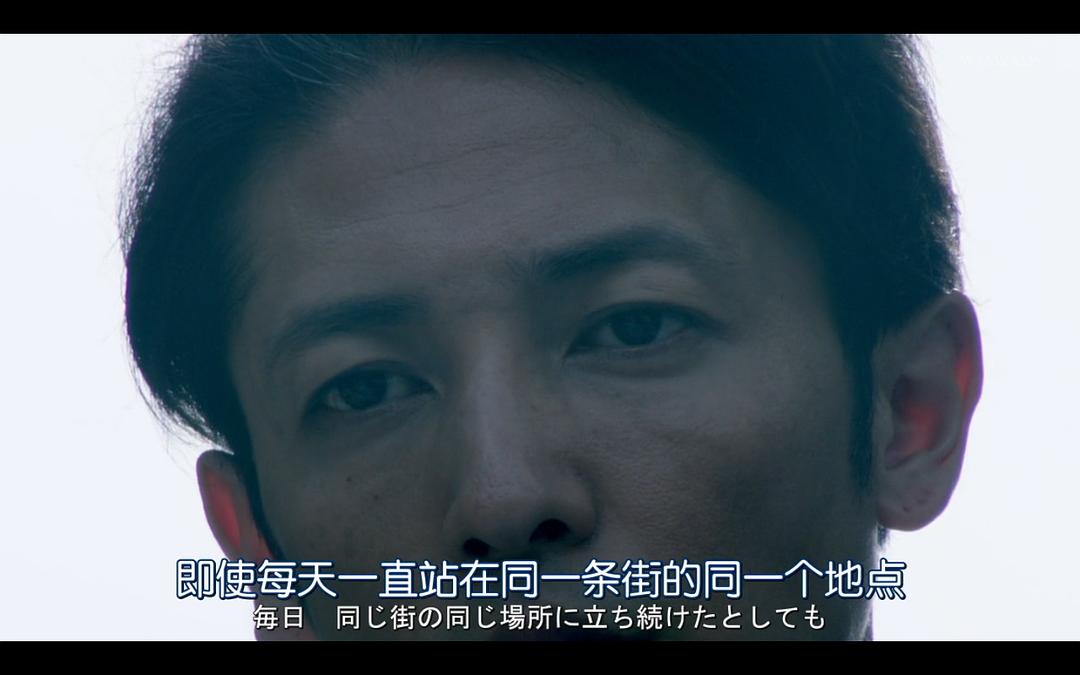 即使每天一直站在同一条街的同一个地点
毎日　同じ街の同じ場所に立ち続けたとしても